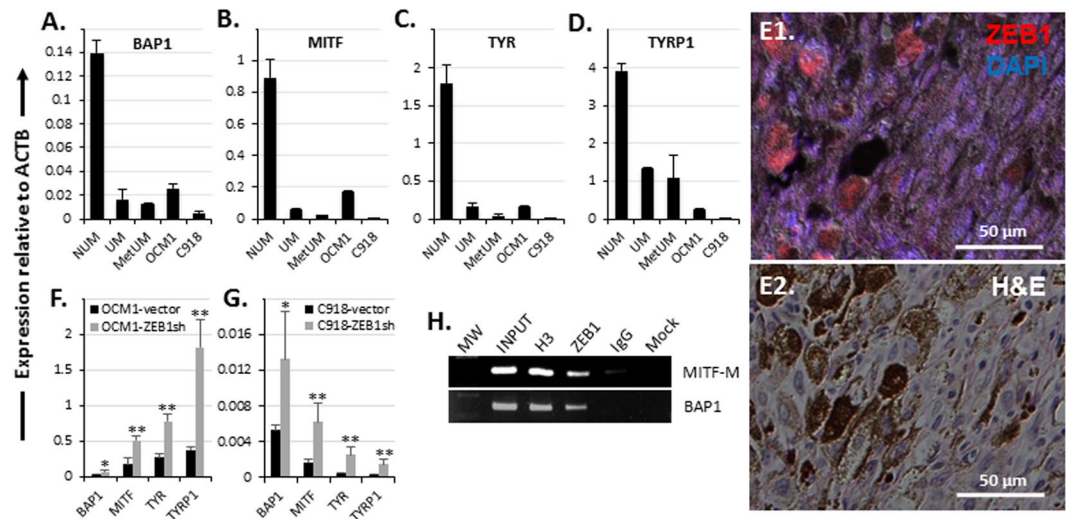 Expression relative to ACTB
A.
BAP1
0.14
0.12
0.1
0.08
0.06
0.04
0.02
0
NUM
UM
MetUM
OCM1
C918
B.
MITF
1
0.8
0.6
0.4
0.2
0
NUM
UM
MetUM
OCM1
C918
C.
TYR
2
1.5
1
0.5
0
NUM
UM
MetUM
OCM1
C918
D.
TYRP1
4
3
2
1
0
NUM
UM
MetUM
OCM1
C918
E1.
ZEB1
DAPI
50 µm
E2.
H&E
50 µm
F.
OCM1-vector
OCM1-ZEB1sh
2
1.5
1
0.5
0
*
**
**
**
BAP1
MITF
TYR
TYRP1
G.
C918-vector
C918-ZEB1sh
0.016
0.012
0.008
0.004
0
*
**
**
**
BAP1
MITF
TYR
TYRP1
H.
MW
INPUT
H3
ZEB1
IgG
Mock
MITF-M
BAP1